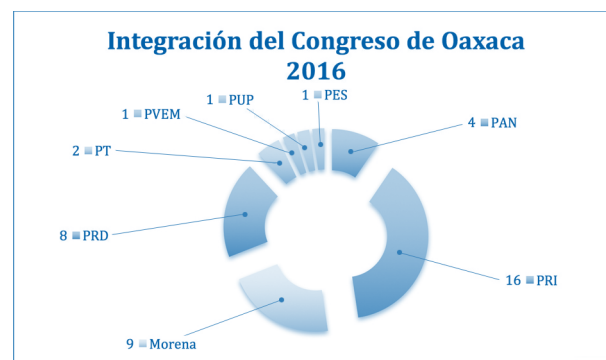 Integración del Congreso de Oaxaca
2016
1 PES
1 PUP
1 PVEM
4 PAN
2 PT
8 PRD
16 PRI
9 Morena